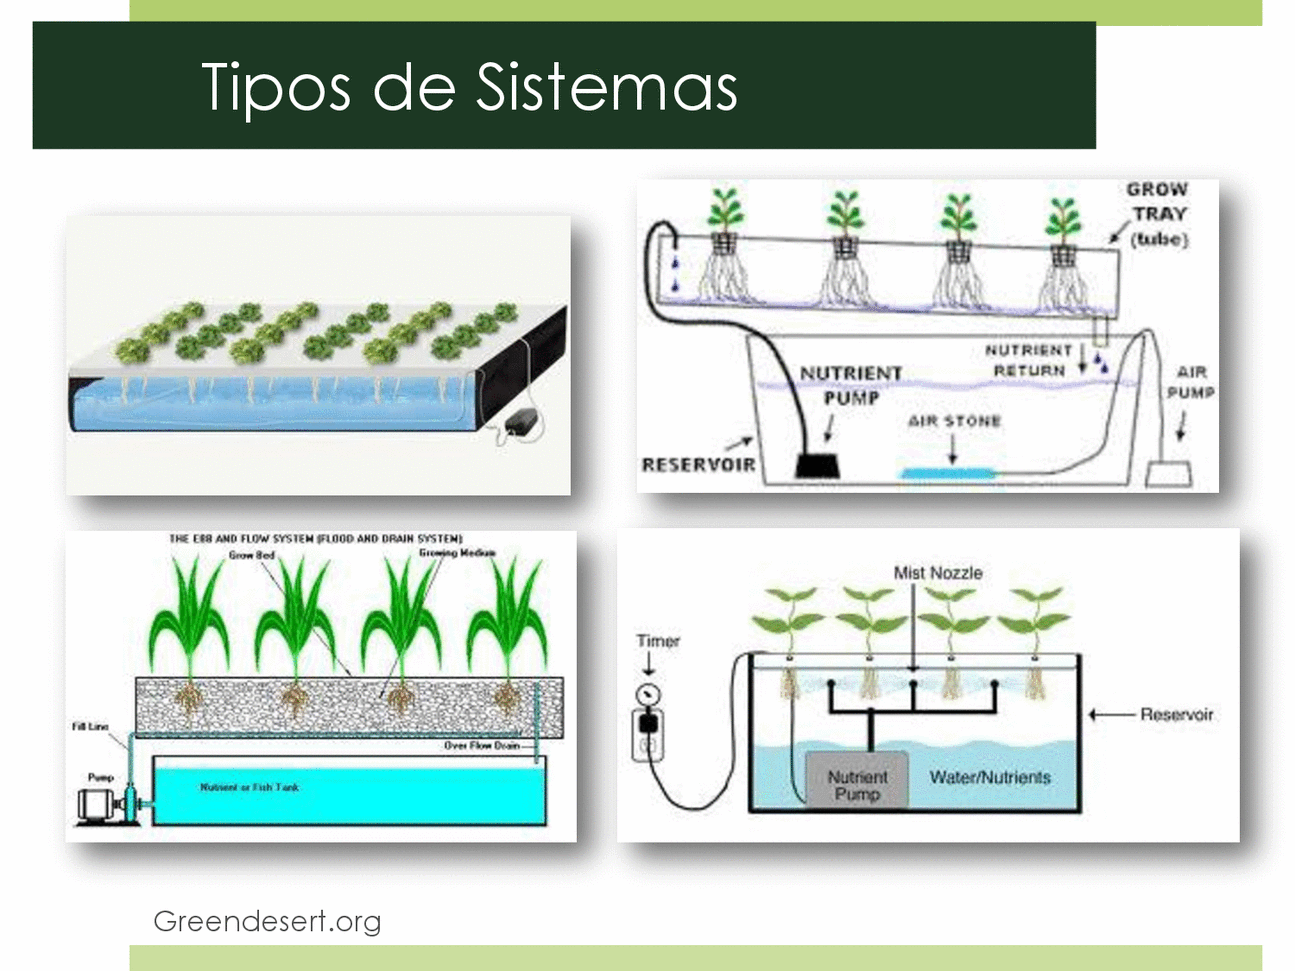 Tipos de Sistemas
GROW
TRAY
(tube)
NUTRIENT
RETURN
NUTRIENT
PUMP
AIR
PUMP
AIR STONE
RESERVOIR
THE EBB AND FLOW SYSTEM (FLOOD AND DRAIN SYSTEM)
Grow Bed
Growing Medium
Fill Line
Over Flow Drain
Pump
Nutrient or Fish Tank
Mist Nozzle
Timer
Reservoir
Nutrient
Pump
Water/Nutrients
Greendesert.org